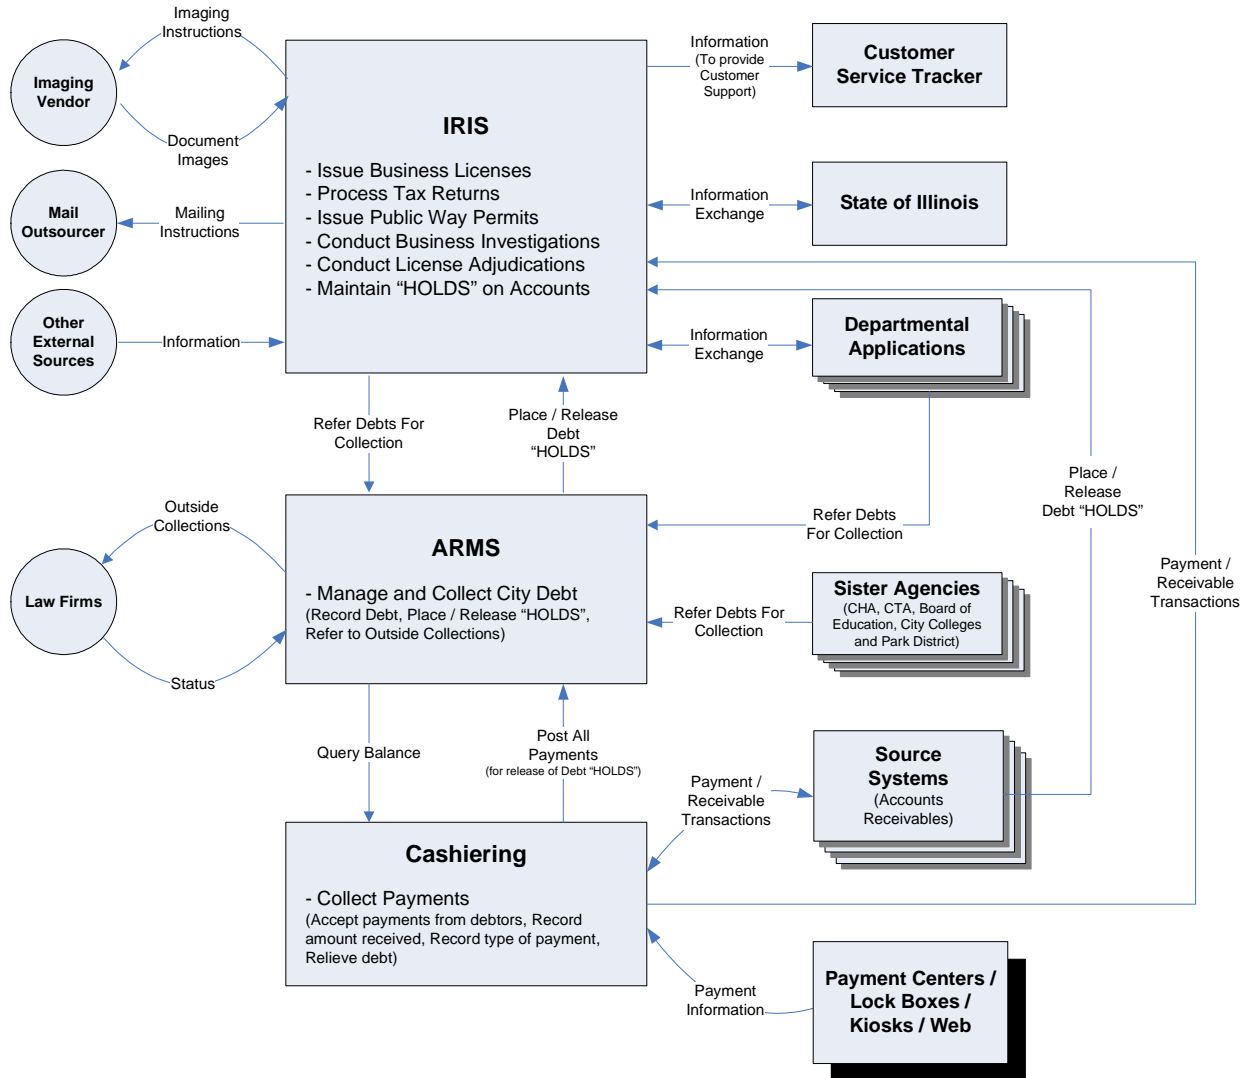 Imaging
Instructions
Imaging
Vendor
Document
Images
Mail
Outsourcer
Mailing
Instructions
Other
External
Sources
Information
IRIS
- Issue Business Licenses
- Process Tax Returns
- Issue Public Way Permits
- Conduct Business Investigations
- Conduct License Adjudications
- Maintain “HOLDS” on Accounts
Information
(To provide
Customer
Support)
Customer
Service Tracker
Information
Exchange
State of Illinois
Information
Exchange
Departmental
Applications
Refer Debts For
Collection
Place / Release
Debt
“HOLDS”
Refer Debts
For Collection
Place /
Release
Debt “HOLDS”
Payment /
Receivable
Transactions
Outside
Collections
Law Firms
Status
ARMS
- Manage and Collect City Debt
(Record Debt, Place / Release “HOLDS”,
Refer to Outside Collections)
Refer Debts For
Collection
Sister Agencies
(CHA, CTA, Board of
Education, City Colleges
and Park District)
Query Balance
Post All
Payments
(for release of Debt “HOLDS”)
Payment /
Receivable
Transactions
Source
Systems
(Accounts
Receivables)
Cashiering
- Collect Payments
(Accept payments from debtors, Record
amount received, Record type of payment,
Relieve debt)
Payment
Information
Payment Centers /
Lock Boxes /
Kiosks / Web